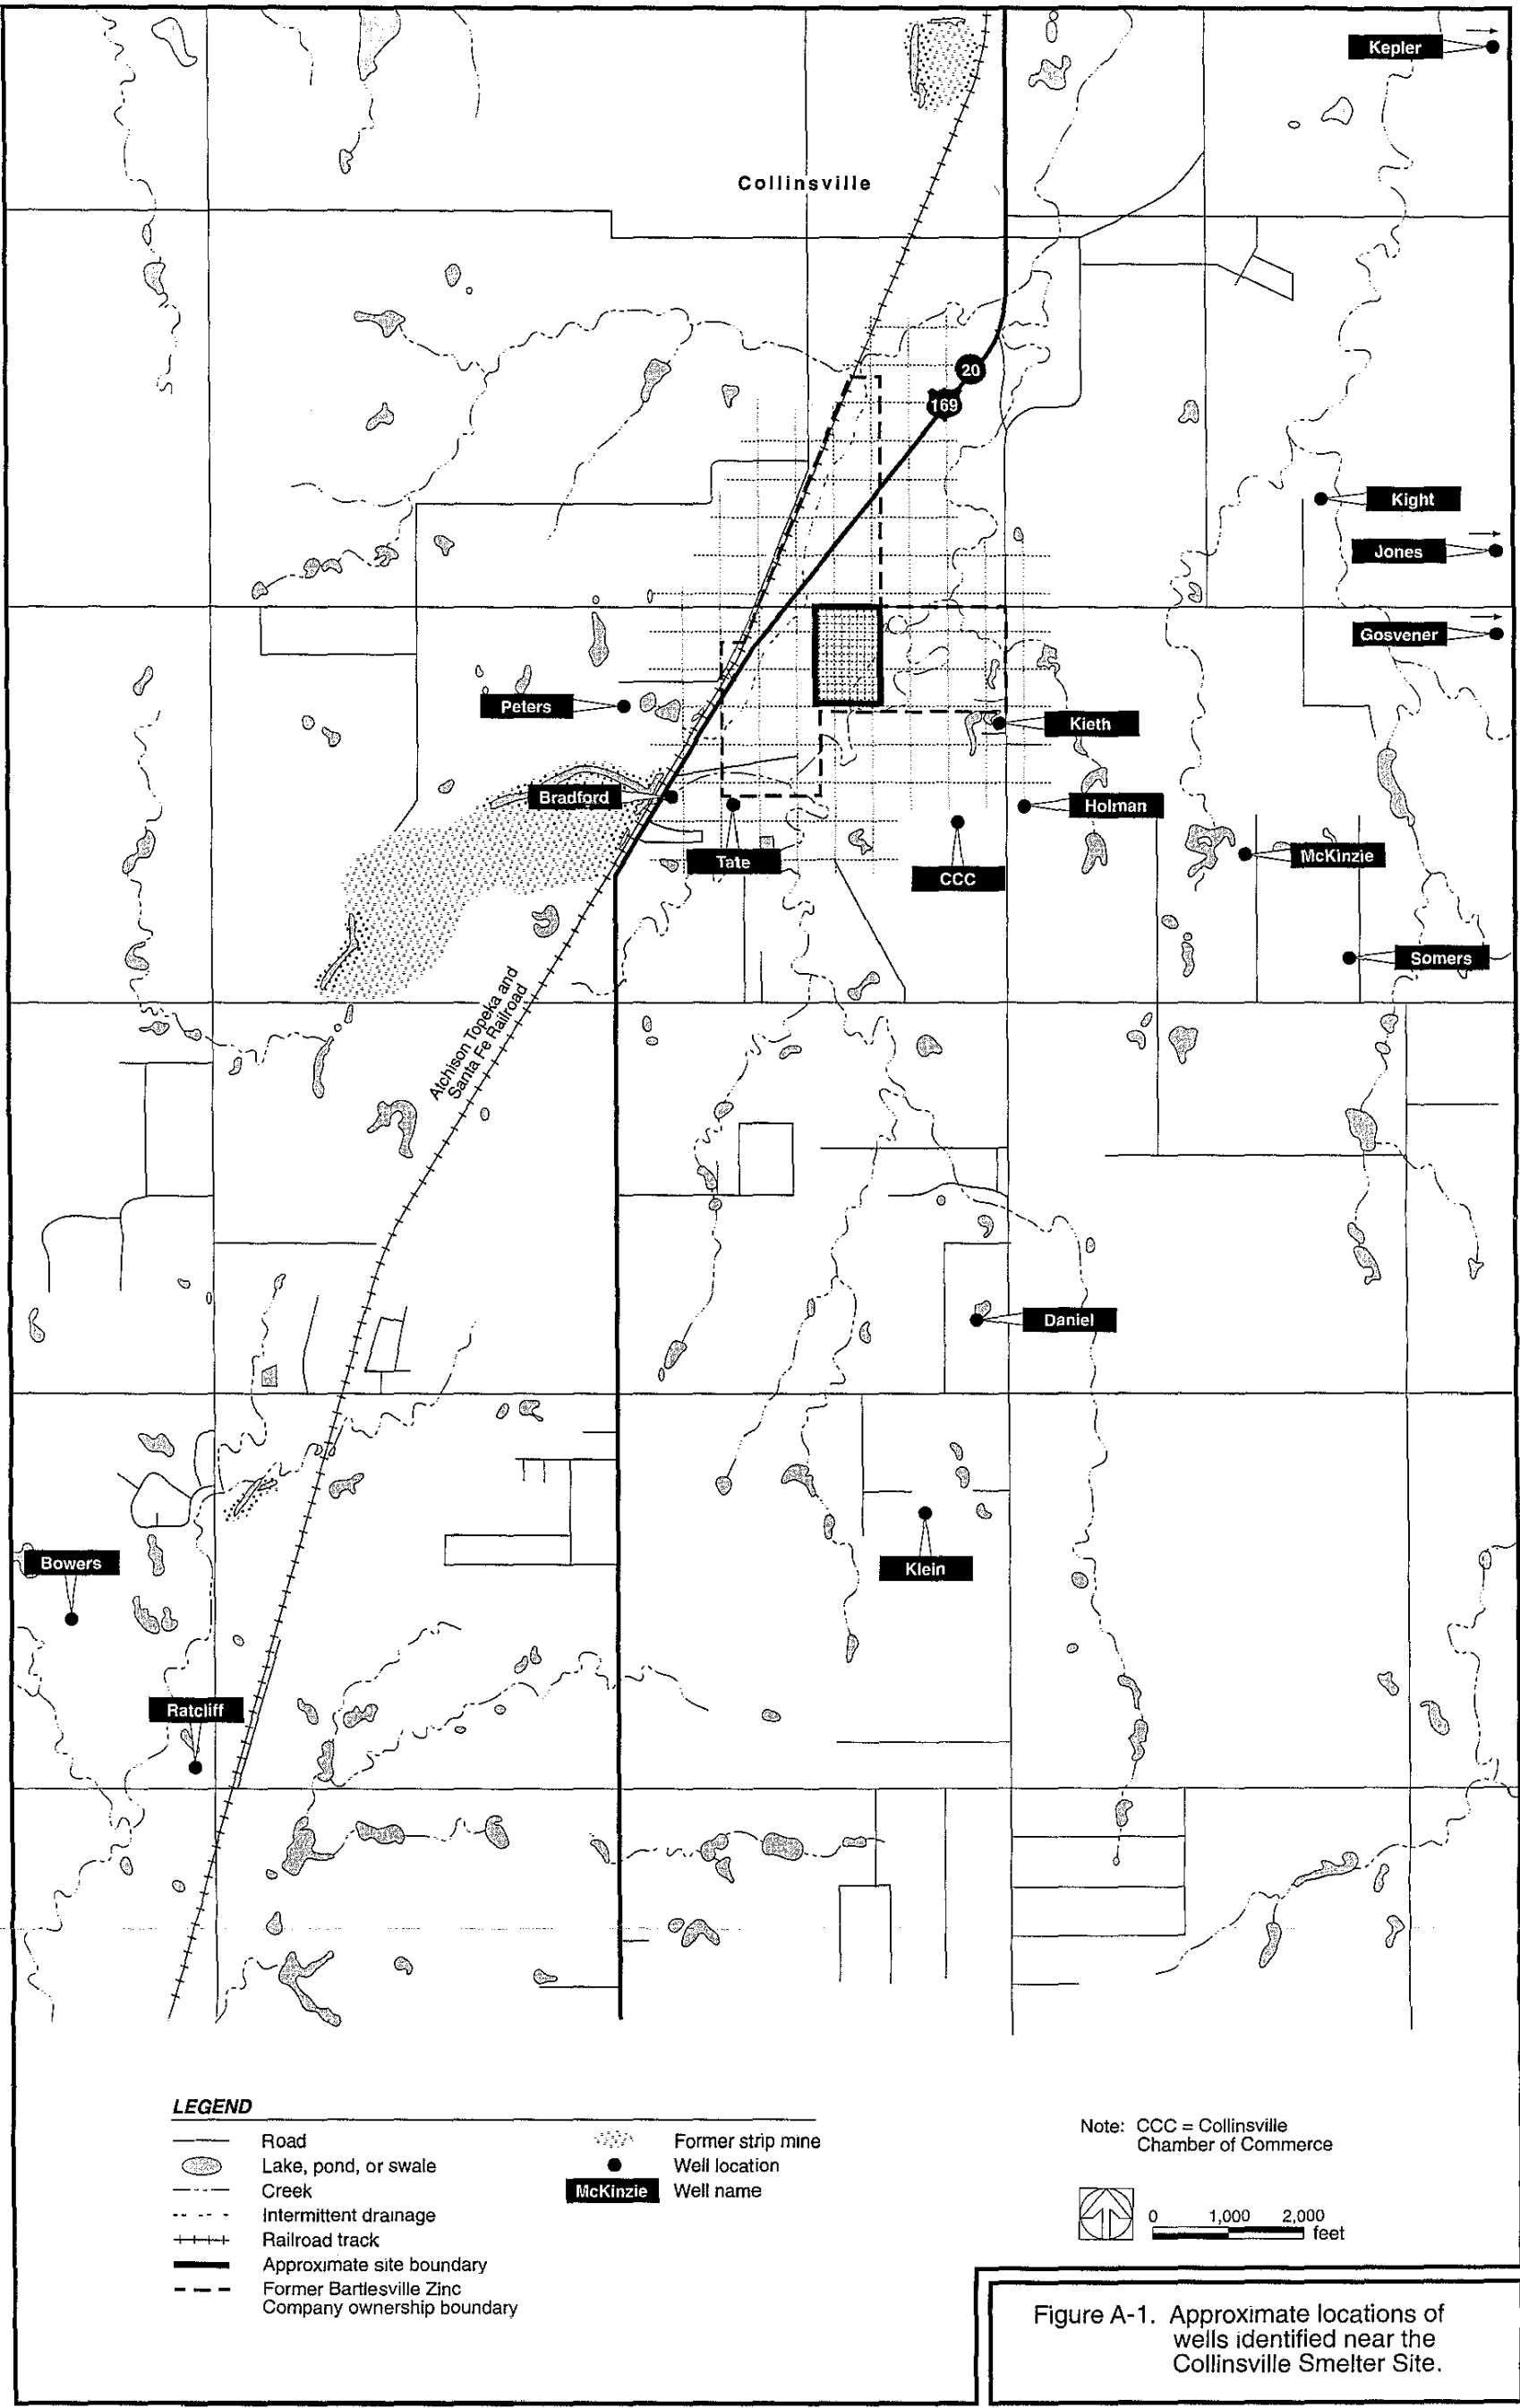 Kepler
Collinsville
20
169
Kight
Jones
Gosvener
Peters
Kieth
Bradford
Holman
Tate
McKinzie
CCC
Somers
Atchison Topeka and
Santa Fe Railroad
Daniel
Klein
Bowers
Ratcliff
LEGEND
Road
Lake, pond, or swale
Creek
Intermittent drainage
Railroad track
Approximate site boundary
Former Bartlesville Zinc
Company ownership boundary
Former strip mine
Well location
McKinzie Well name
Note: CCC = Collinsville
Chamber of Commerce
0 1,000 2,000
feet
Figure A-1. Approximate locations of
wells identified near the
Collinsville Smelter Site.